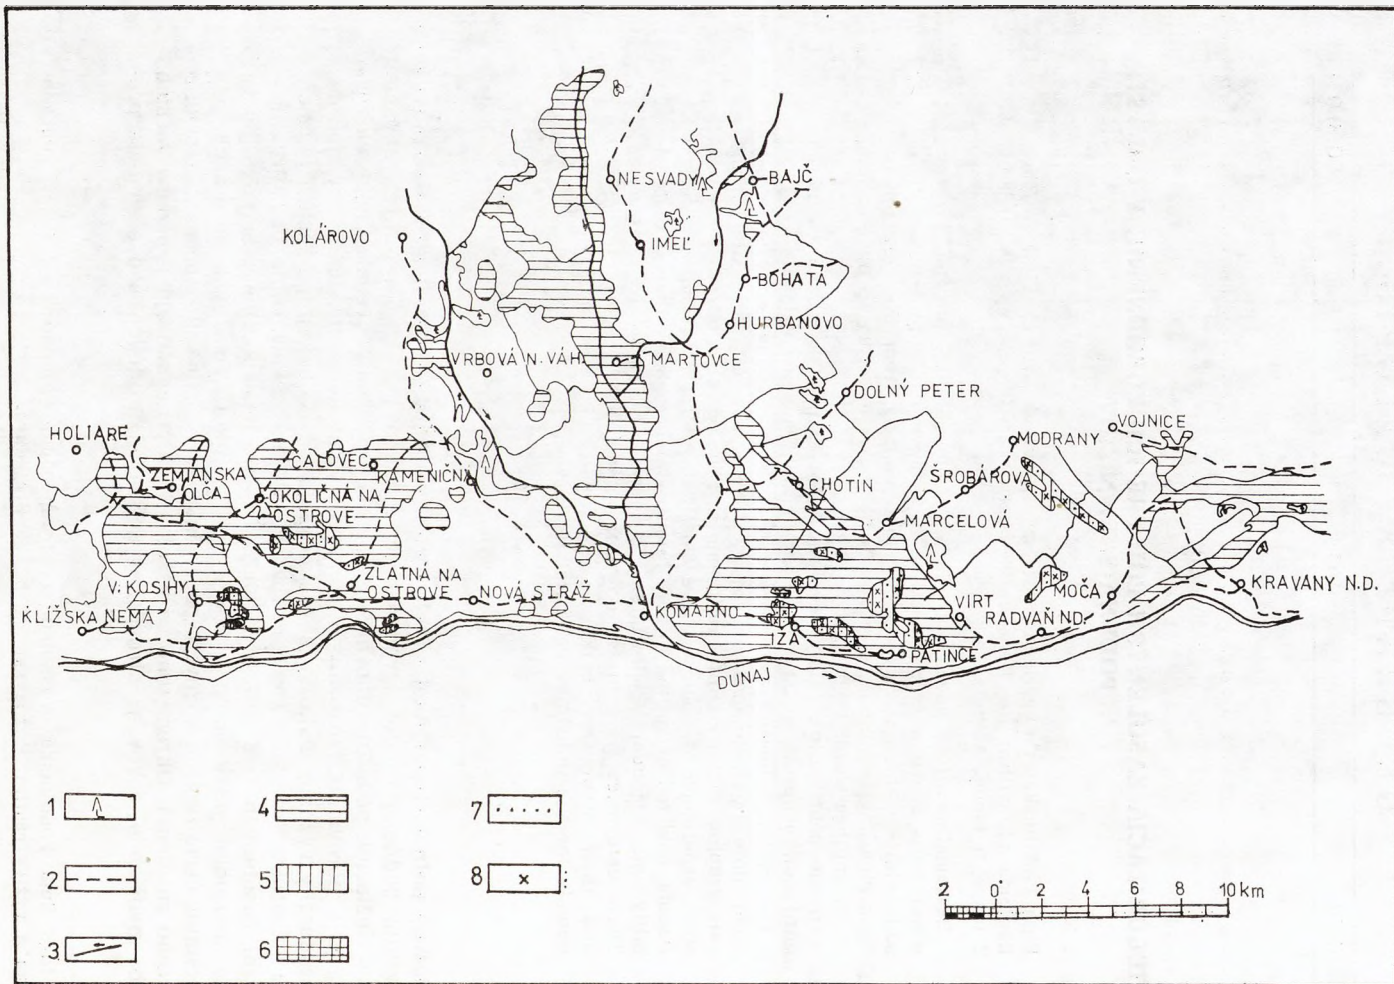 BAJČ
NESVADY
KOLÁROVO
IMEĽ
BOHATÁ
HURBANOVO
VRBOVÁ N. VÁH.
MARTOVCE
DOLNÝ PETER
VOJNICE
HOLIARE
MODRANY
ČALOVEC
ZEMIANSKA
OLČA
KAMENIČNÁ
CHOTÍN
ŠROBÁROVÁ
OKOLIČNÁ NA
OSTROVE
MARCELOVÁ
ZLATNÁ NA
OSTROVE
V. KOSIHY
NOVÁ STRÁŽ
MOČA
KRAVANY N.D.
VIRT
KLÍŽSKA NEMÁ
KOMÁRNO
RADVAŇ N.D.
IŽA
PATINCE
DUNAJ
1 4 7
2 5 8
3 6
2 0 2 4 6 8 10 km